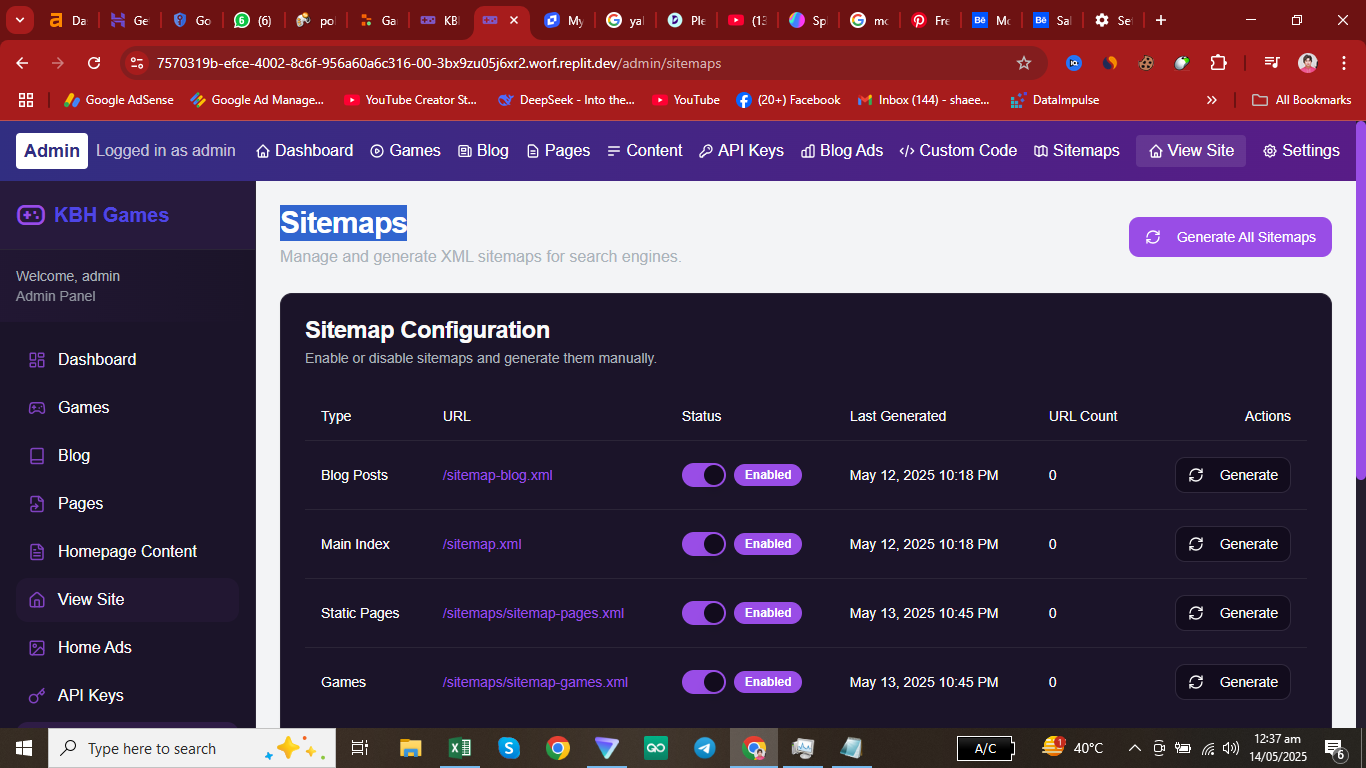 Da
Ge
Go
(6)
po
Ga
KB
My
yal
Ple
(13
Spl
mc
Fre
Mc
Sal
Se
7570319b-efce-4002-8c6f-956a60a6c316-00-3bx9zu05j6xr2.worf.replit.dev/admin/sitemaps
Google AdSense
Google Ad Manage...
YouTube Creator St...
DeepSeek - Into the...
YouTube
(20+) Facebook
Inbox (144) - shaee...
DataImpulse
All Bookmarks
Admin Logged in as admin Dashboard Games Blog Pages Content API Keys Blog Ads Custom Code Sitemaps View Site Settings
KBH Games
Welcome, admin
Admin Panel
Dashboard
Games
Blog
Pages
Homepage Content
View Site
Home Ads
API Keys
Sitemaps
Manage and generate XML sitemaps for search engines.
Generate All Sitemaps
Sitemap Configuration
Enable or disable sitemaps and generate them manually.
Type URL Status Last Generated URL Count Actions
Blog Posts /sitemap-blog.xml Enabled May 12, 2025 10:18 PM 0 Generate
Main Index /sitemap.xml Enabled May 12, 2025 10:18 PM 0 Generate
Static Pages /sitemaps/sitemap-pages.xml Enabled May 13, 2025 10:45 PM 0 Generate
Games /sitemaps/sitemap-games.xml Enabled May 13, 2025 10:45 PM 0 Generate
Type here to search
A/C
40°C
12:37 am
14/05/2025
6